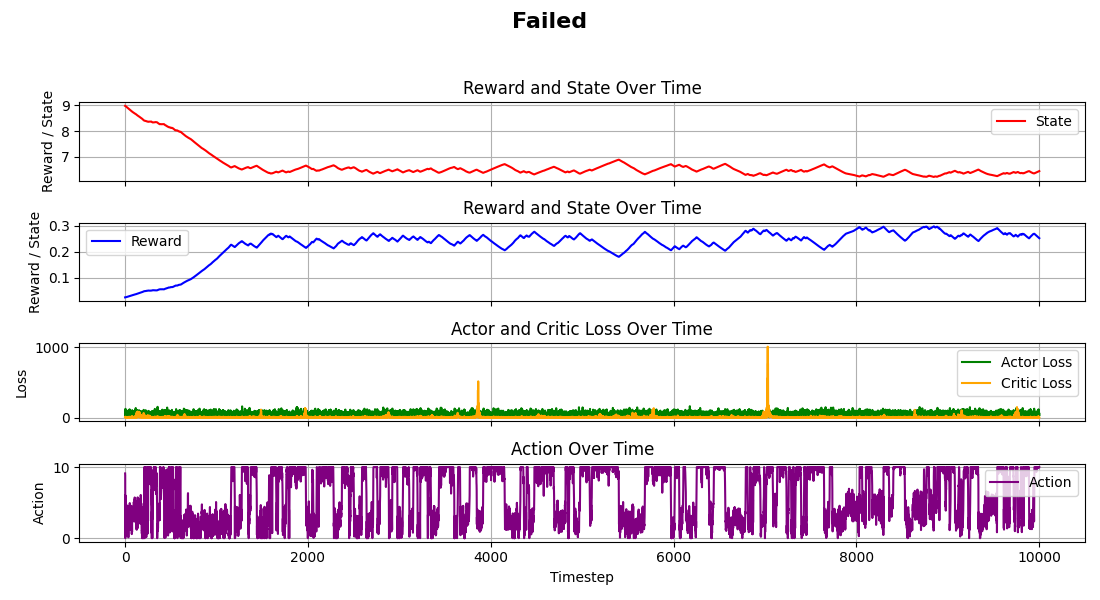 Failed
Reward and State Over Time
Reward / State
9
8
7
State
Reward and State Over Time
Reward / State
0.3
0.2
0.1
Reward
Actor and Critic Loss Over Time
Loss
1000
0
Actor Loss
Critic Loss
Action Over Time
Action
10
0
Action
0 2000 4000 6000 8000 10000
Timestep